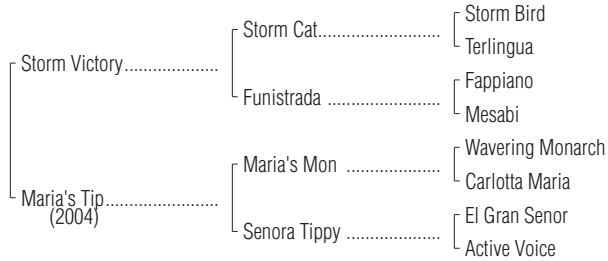 Storm Bird
Storm Cat..........................
Terlingua
Storm Victory....................
Fappiano
Funistrada ........................
Mesabi
Wavering Monarch
Maria's Mon ....................
Carlotta Maria
Maria's Tip........................
(2004)
El Gran Senor
Senora Tippy ....................
Active Voice